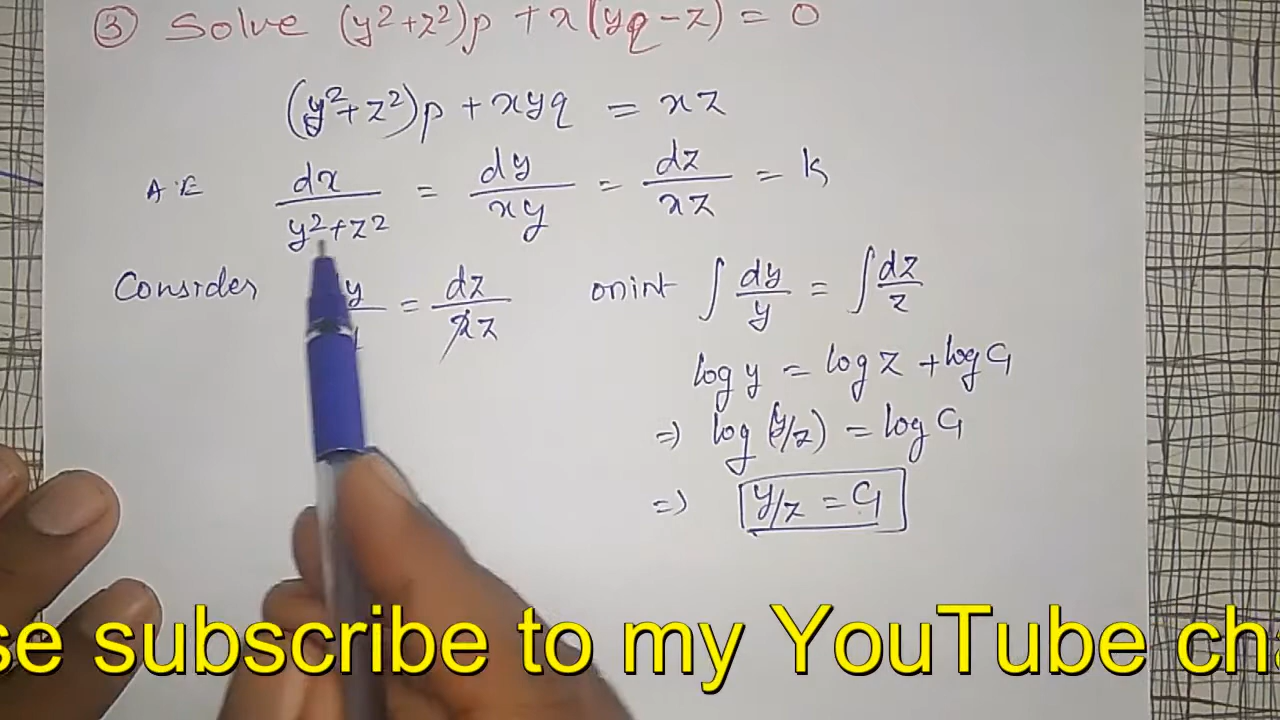 ③ Solve (y²+z²)p + x(yq-z) = 0
(y²+z²)p + xyq = xz
A·E dx/y²+z² = dy/xy = dz/xz = k
Consider y = dz/xz on int ∫ dy/y = ∫ dz/z
log y = log z + log C₁
⇒ log (y/z) = log C₁
⇒ y/z = C₁
se subscribe to my YouTube cha